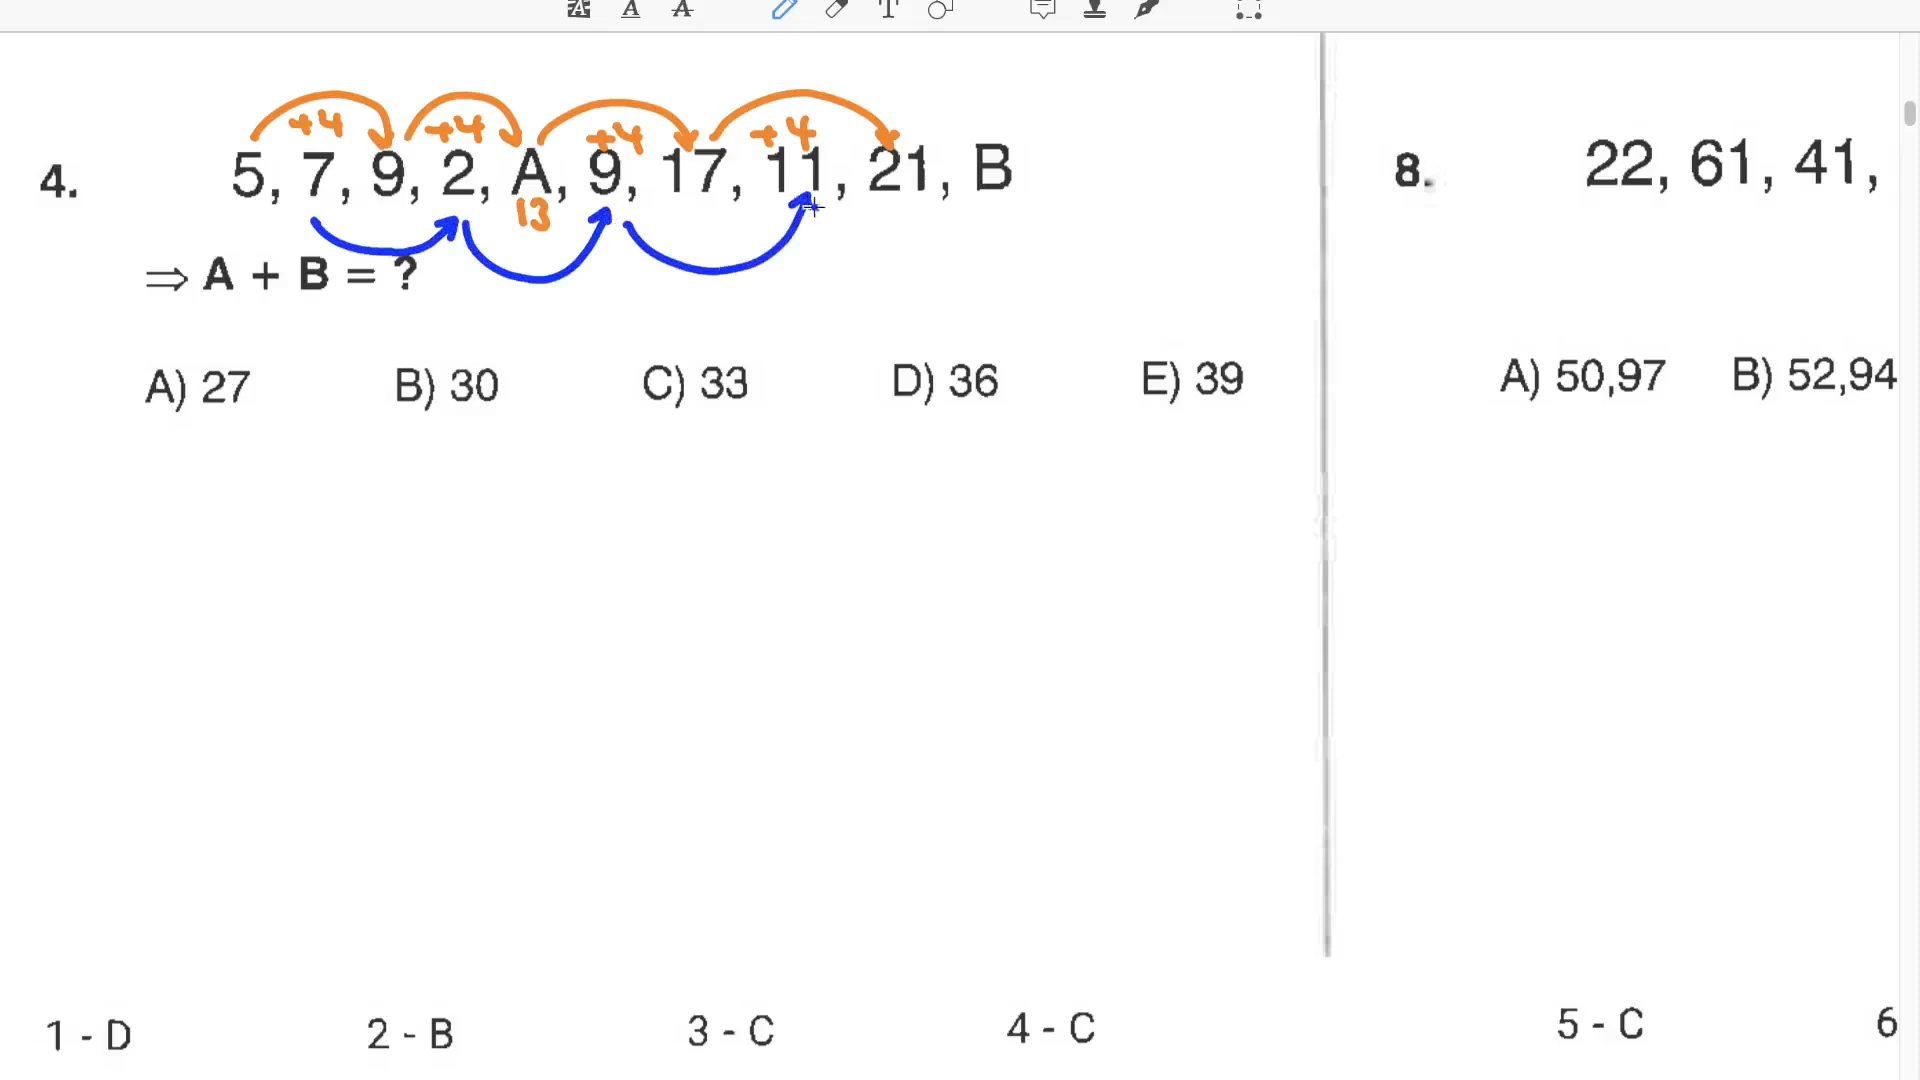 +4 +4 +4 +4
4. 5, 7, 9, 2, A, 9, 17, 11, 21, B
13
⇒ A + B = ?
A) 27 B) 30 C) 33 D) 36 E) 39
8. 22, 61, 41,
A) 50,97 B) 52,94
1 - D 2 - B 3 - C 4 - C 5 - C 6